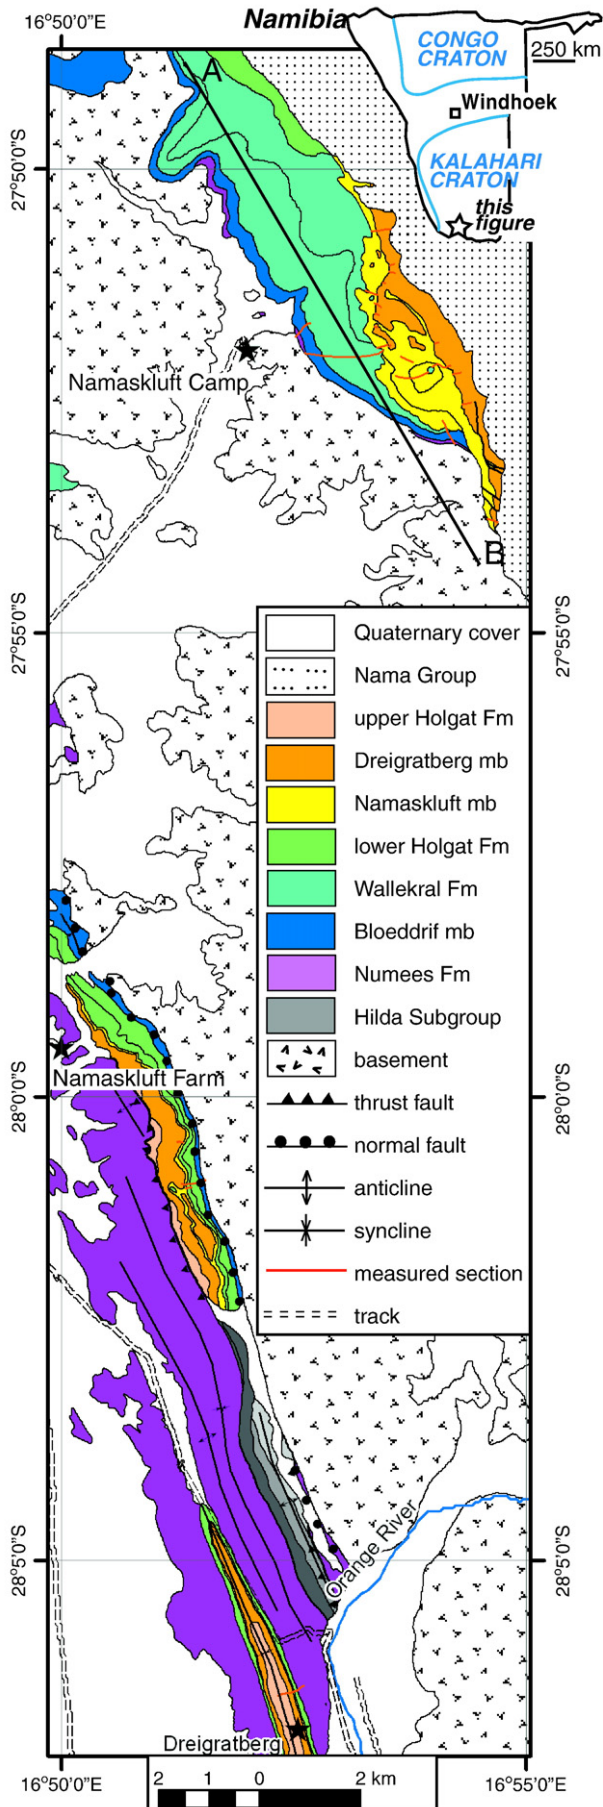 16°50'0"E
Namibia
CONGO
CRATON
250 km
Windhoek
KALAHARI
CRATON
this
figure
A
27°50'0"S
Namaskluft Camp
B
27°55'0"S
27°55'0"S
Quaternary cover
Nama Group
upper Holgat Fm
Dreigratberg mb
Namaskluft mb
lower Holgat Fm
Wallekral Fm
Bloeddrif mb
Numees Fm
Hilda Subgroup
basement
thrust fault
normal fault
anticline
syncline
measured section
track
Namaskluft Farm
28°0'0"S
28°0'0"S
Orange River
28°5'0"S
28°5'0"S
Dreigratberg
16°50'0"E
2 1 0 2 km
16°55'0"E